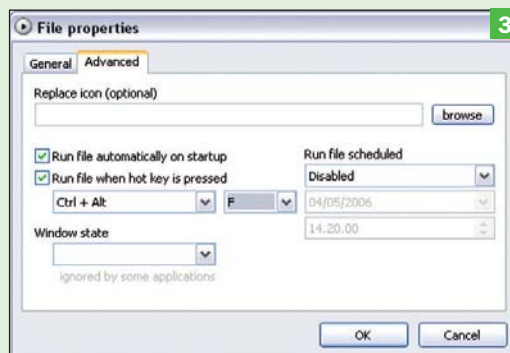 File properties
3
General Advanced
Replace icon (optional)
browse
Run file automatically on startup
Run file when hot key is pressed
Ctrl + Alt F
Window state
ignored by some applications
Run file scheduled
Disabled
04/05/2006
14.20.00
OK Cancel